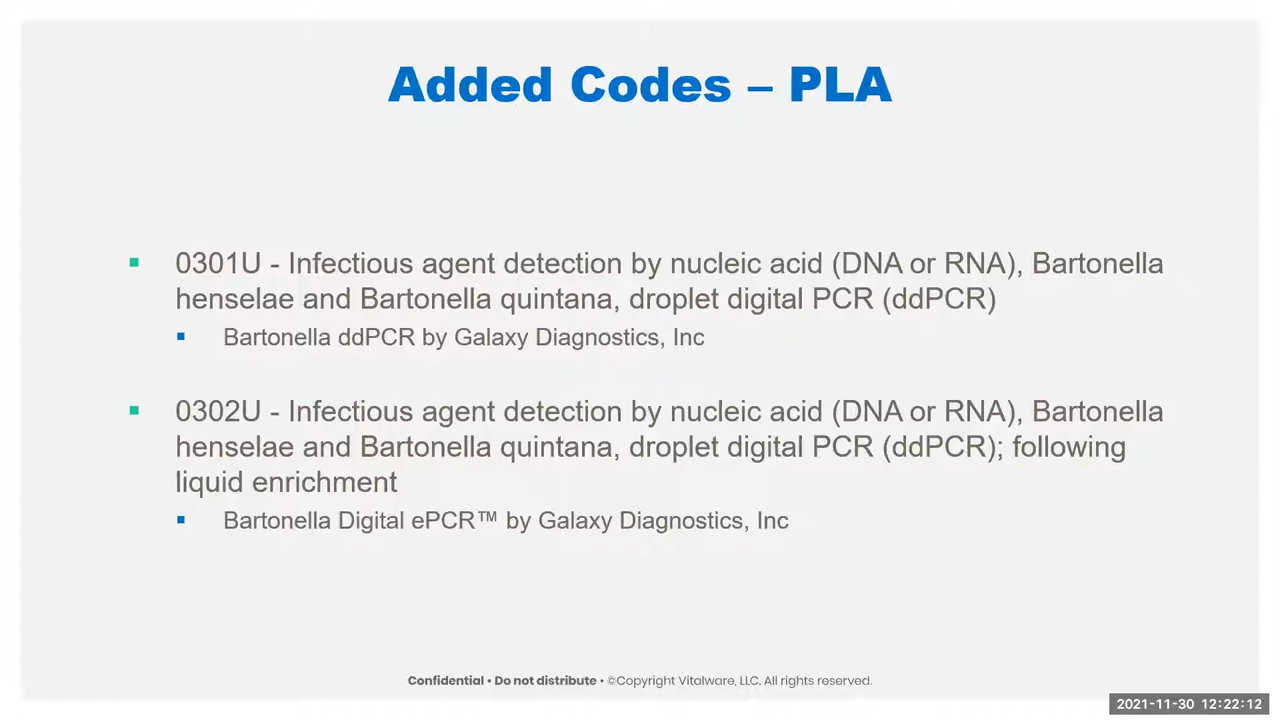 Added Codes – PLA
0301U - Infectious agent detection by nucleic acid (DNA or RNA), Bartonella
henselae and Bartonella quintana, droplet digital PCR (ddPCR)
Bartonella ddPCR by Galaxy Diagnostics, Inc
0302U - Infectious agent detection by nucleic acid (DNA or RNA), Bartonella
henselae and Bartonella quintana, droplet digital PCR (ddPCR); following
liquid enrichment
Bartonella Digital ePCR™ by Galaxy Diagnostics, Inc
Confidential • Do not distribute • ©Copyright Vitalware, LLC. All rights reserved.
2021-11-30 12:22:12